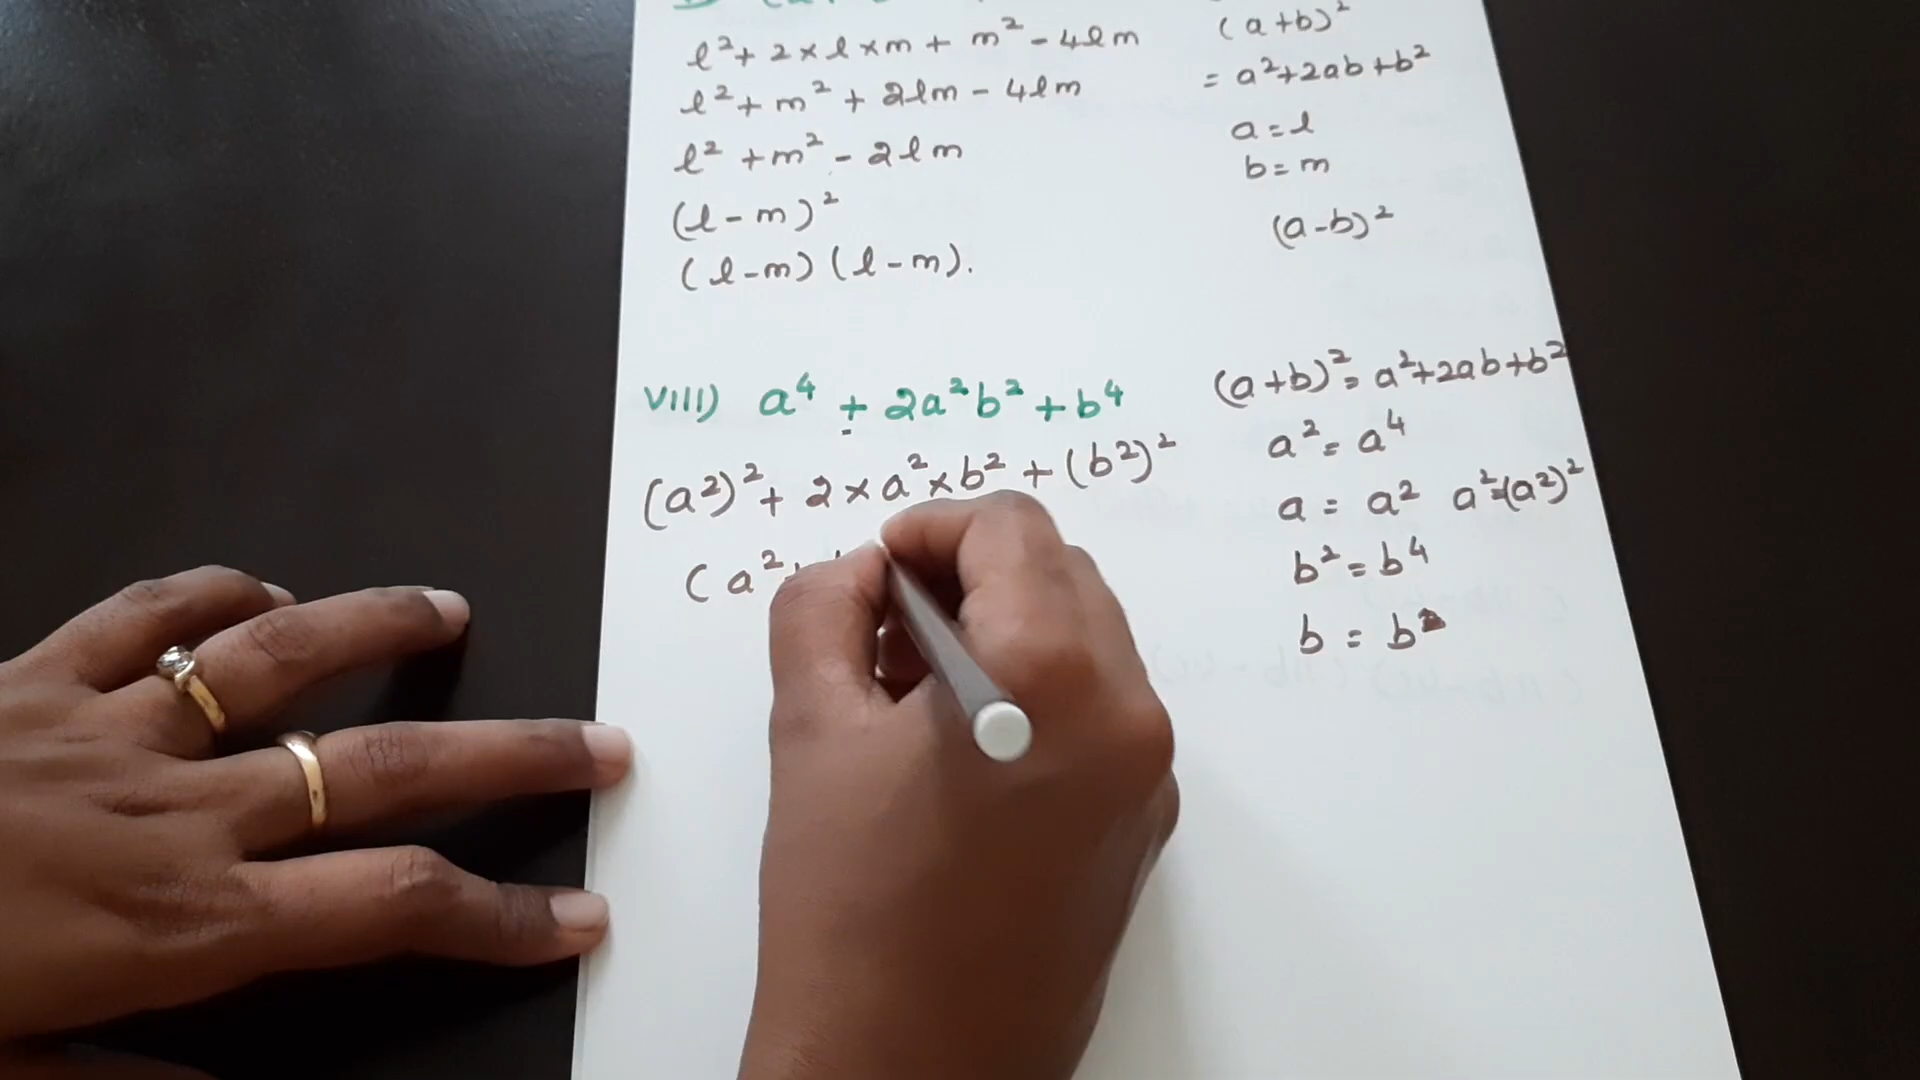 l² + 2 × l × m + m² - 4lm
l² + m² + 2lm - 4lm
l² + m² - 2lm
(l - m)²
(l - m) (l - m).
(a + b)²
= a² + 2ab + b²
a = l
b = m
(a - b)²
VIII) a⁴ + 2a²b² + b⁴
(a²)² + 2 × a² × b² + (b²)²
(a² +
(a + b)² = a² + 2ab + b²
a² = a⁴
a = a² a² = (a²)²
b² = b⁴
b = b²